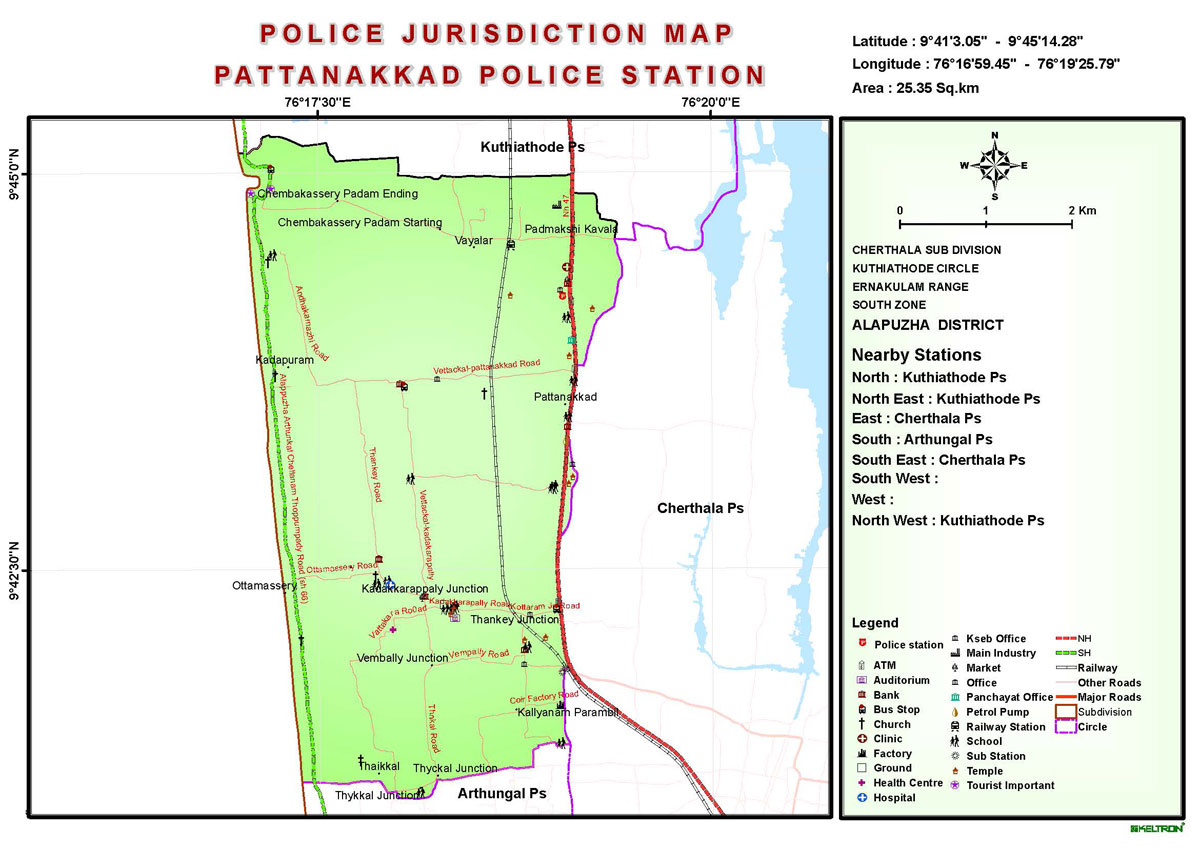 POLICE JURISDICTION MAP
PATTANAKKAD POLICE STATION
Latitude : 9°41'3.05" - 9°45'14.28"
Longitude : 76°16'59.45" - 76°19'25.79"
Area : 25.35 Sq.km
76°17'30"E
76°20'0"E
9°45'0"N
9°42'30"N
Kuthiathode Ps
Chembakassery Padam Ending
Chembakassery Padam Starting
NH 47
Padmakshi Kavala
Vayalar
Andhakarnazhi Road
Kadapuram
Vettackal-pattanakkad Road
Pattanakkad
Alappuzha Arthunkal Chellanam Thoppumpady Road (sh 66)
Thankey Road
Vettackal-kadakarapally
Cherthala Ps
Ottamassery Road
Ottamassery
Kadakkarappaly Junction
Kadakkarapally Road
Kottaram Jn Road
Vattakara Ro0ad
Thankey Junction
Vembally Junction
Vempally Road
Coir Factory Road
Kallyanam Parambil
Thirikal Road
Thaikkal
Thyckal Junction
Thykkal Junction
Arthungal Ps
N
W
E
S
0
1
2 Km
CHERTHALA SUB DIVISION
KUTHIATHODE CIRCLE
ERNAKULAM RANGE
SOUTH ZONE
ALAPUZHA DISTRICT
Nearby Stations
North : Kuthiathode Ps
North East : Kuthiathode Ps
East : Cherthala Ps
South : Arthungal Ps
South East : Cherthala Ps
South West :
West :
North West : Kuthiathode Ps
Legend
Police station
ATM
Auditorium
Bank
Bus Stop
Church
Clinic
Factory
Ground
Health Centre
Hospital
Kseb Office
Main Industry
Market
Office
Panchayat Office
Petrol Pump
Railway Station
School
Sub Station
Temple
Tourist Important
NH
SH
Railway
Other Roads
Major Roads
Subdivision
Circle
KELTRON